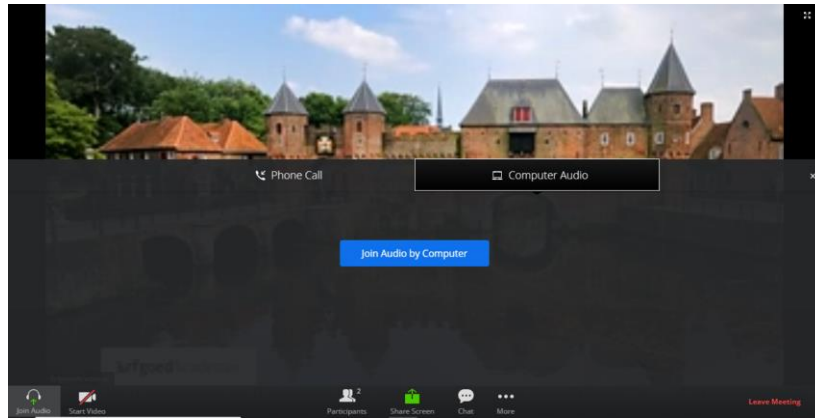 Phone Call
Computer Audio
×
Join Audio by Computer
Join Audio
Start Video
2
Participants
Share Screen
Chat
More
Leave Meeting